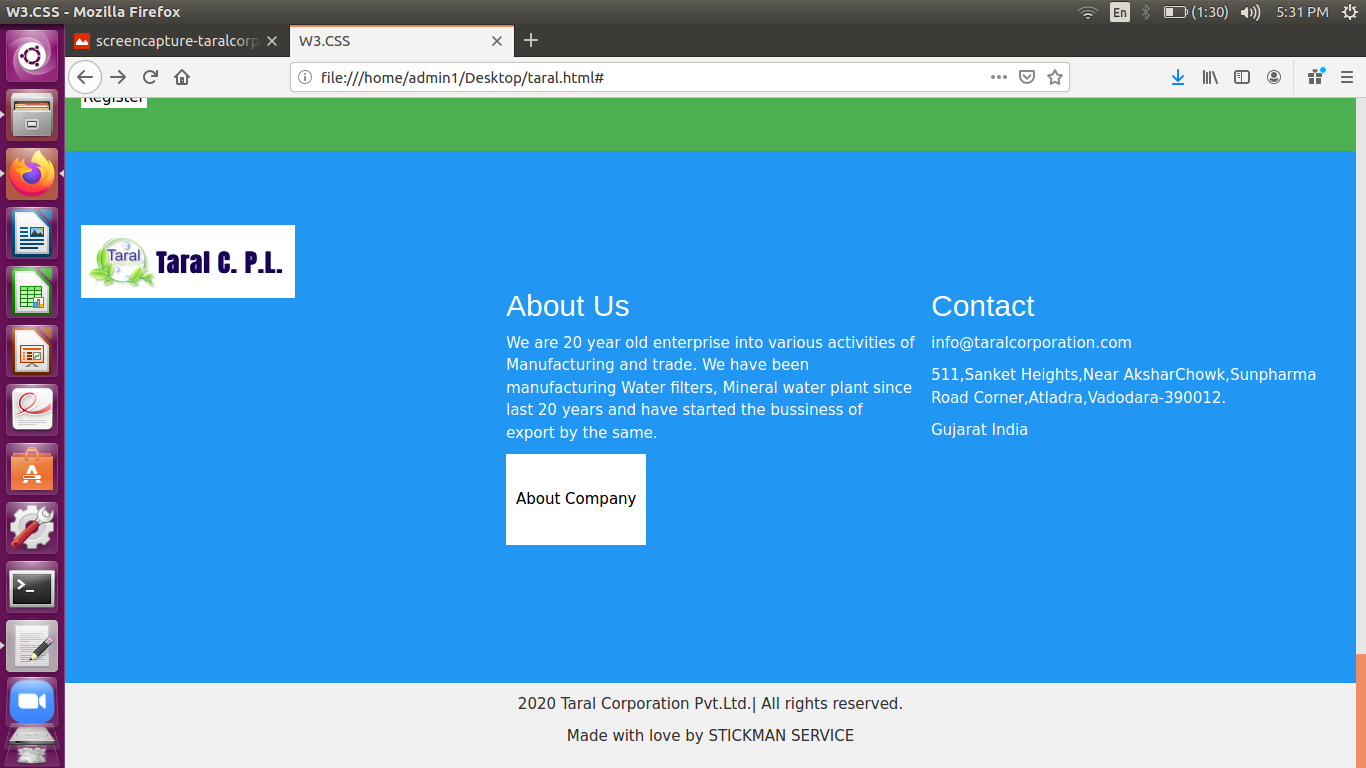 W3.CSS - Mozilla Firefox
En
(1:30)
5:31 PM
screencapture-taralcorp
W3.CSS
file:///home/admin1/Desktop/taral.html#
Register
Taral
Taral C. P.L.
About Us
We are 20 year old enterprise into various activities of
Manufacturing and trade. We have been
manufacturing Water filters, Mineral water plant since
last 20 years and have started the bussiness of
export by the same.
About Company
Contact
info@taralcorporation.com
511,Sanket Heights,Near AksharChowk,Sunpharma
Road Corner,Atladra,Vadodara-390012.
Gujarat India
2020 Taral Corporation Pvt.Ltd.| All rights reserved.
Made with love by STICKMAN SERVICE